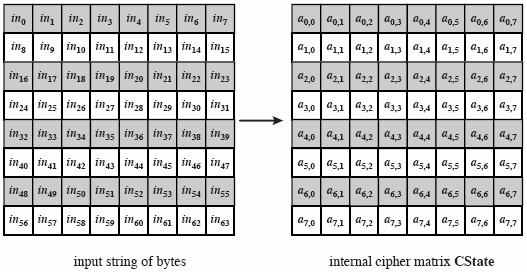 in0 in1 in2 in3 in4 in5 in6 in7 a0,0 a0,1 a0,2 a0,3 a0,4 a0,5 a0,6 a0,7
in8 in9 in10 in11 in12 in13 in14 in15 a1,0 a1,1 a1,2 a1,3 a1,4 a1,5 a1,6 a1,7
in16 in17 in18 in19 in20 in21 in22 in23 a2,0 a2,1 a2,2 a2,3 a2,4 a2,5 a2,6 a2,7
in24 in25 in26 in27 in28 in29 in30 in31 a3,0 a3,1 a3,2 a3,3 a3,4 a3,5 a3,6 a3,7
in32 in33 in34 in35 in36 in37 in38 in39 a4,0 a4,1 a4,2 a4,3 a4,4 a4,5 a4,6 a4,7
in40 in41 in42 in43 in44 in45 in46 in47 a5,0 a5,1 a5,2 a5,3 a5,4 a5,5 a5,6 a5,7
in48 in49 in50 in51 in52 in53 in54 in55 a6,0 a6,1 a6,2 a6,3 a6,4 a6,5 a6,6 a6,7
in56 in57 in58 in59 in60 in61 in62 in63 a7,0 a7,1 a7,2 a7,3 a7,4 a7,5 a7,6 a7,7
input string of bytes internal cipher matrix CState